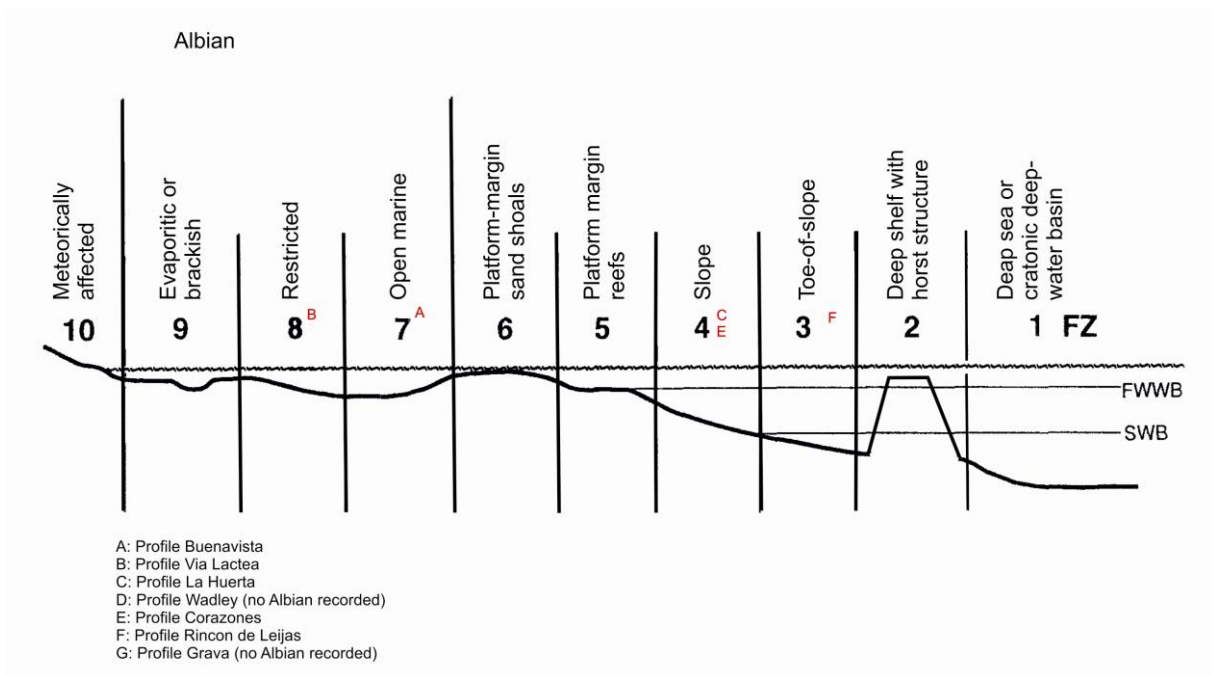 Albian
Meteorically
affected
Evaporitic or
brackish
Restricted
Open marine
Platform-margin
sand shoals
Platform margin
reefs
Slope
Toe-of-slope
Deep shelf with
horst structure
Deap sea or
cratonic deep-
water basin
10
9
8 B
7 A
6
5
4 C
E
3 F
2
1 FZ
FWWB
SWB
A: Profile Buenavista
B: Profile Via Lactea
C: Profile La Huerta
D: Profile Wadley (no Albian recorded)
E: Profile Corazones
F: Profile Rincon de Leijas
G: Profile Grava (no Albian recorded)